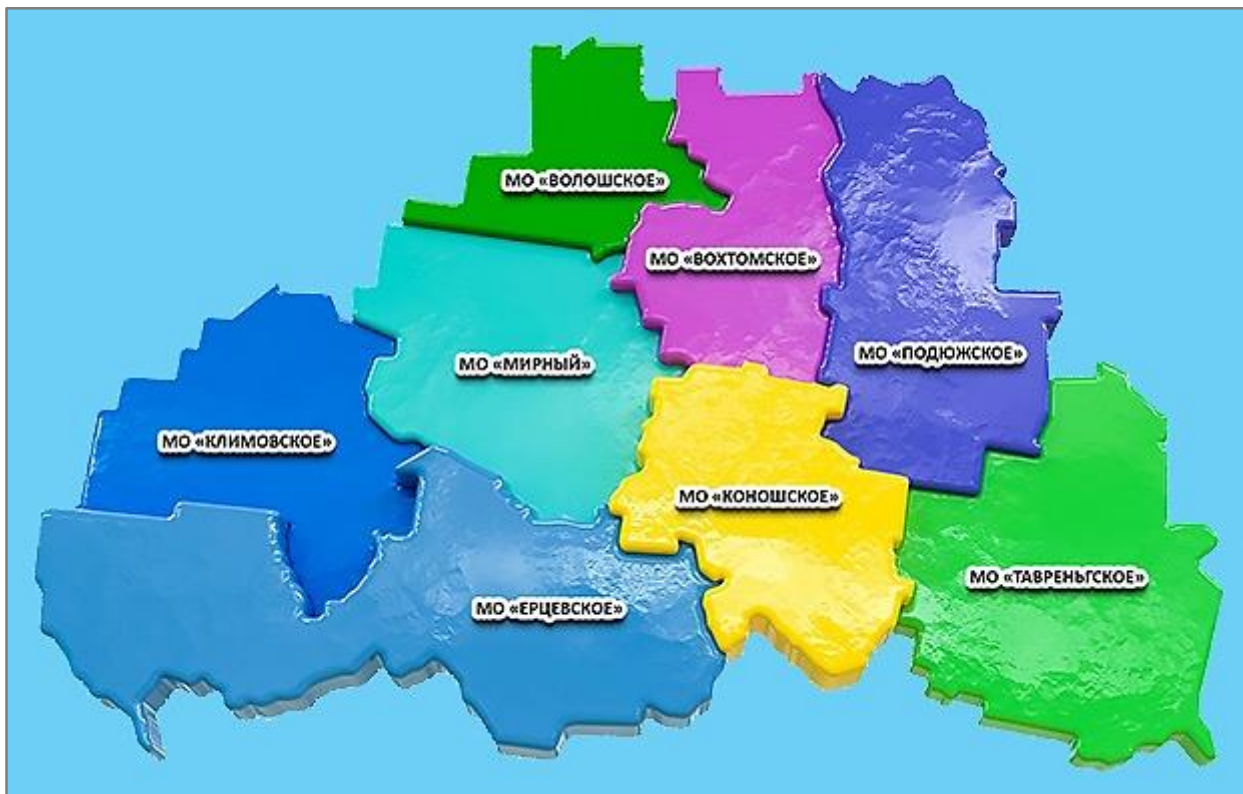 МО «ВОЛОШСКОЕ»
МО «ВОХТОМСКОЕ»
МО «ПОДЮЖСКОЕ»
МО «МИРНЫЙ»
МО «КЛИМОВСКОЕ»
МО «КОНОШСКОЕ»
МО «ТАВРЕНЬГСКОЕ»
МО «ЕРЦЕВСКОЕ»